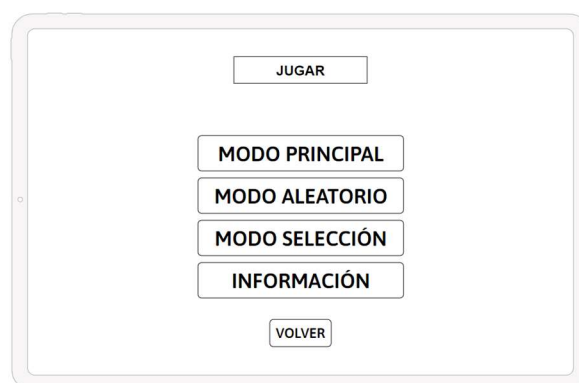 JUGAR
MODO PRINCIPAL
MODO ALEATORIO
MODO SELECCIÓN
INFORMACIÓN
VOLVER